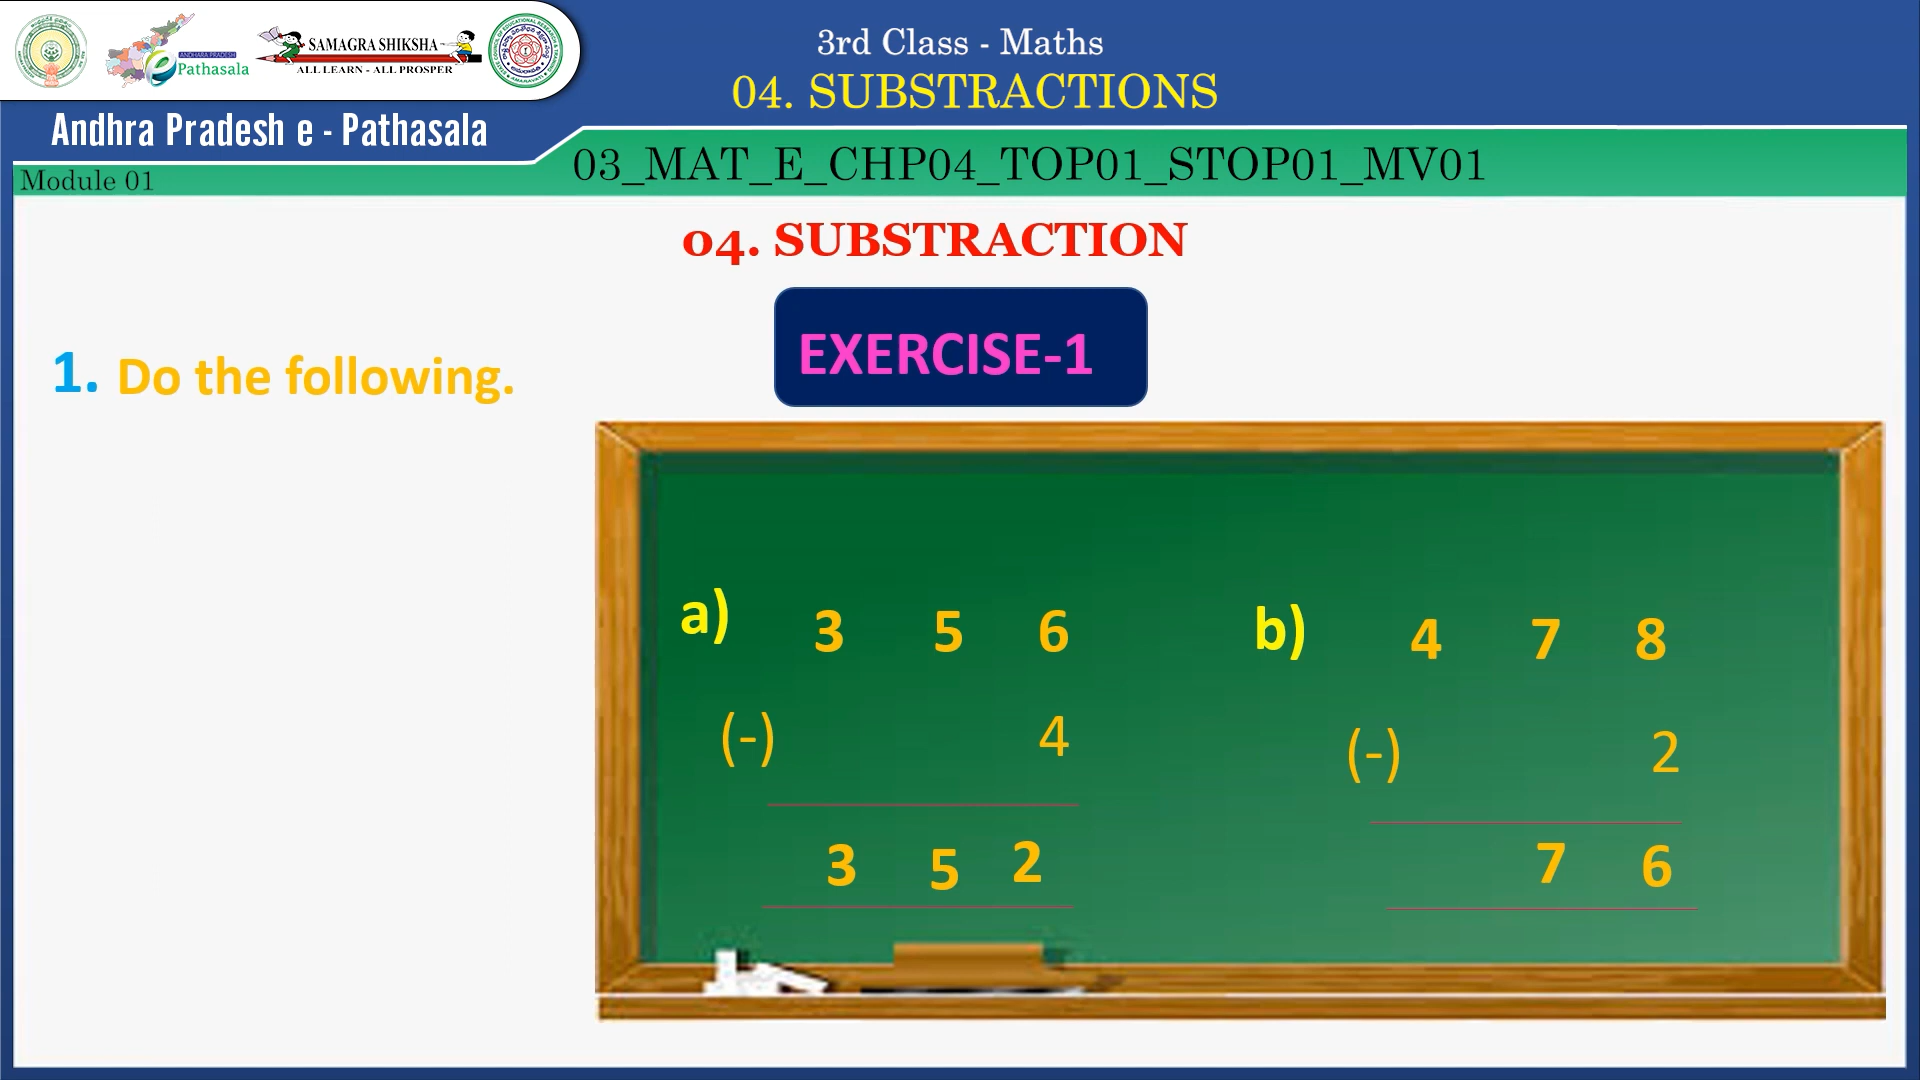 ANDHRA PRADESH
e Pathasala
SAMAGRA SHIKSHA
ALL LEARN - ALL PROSPER
3rd Class - Maths
04. SUBSTRACTIONS
Andhra Pradesh e - Pathasala
03_MAT_E_CHP04_TOP01_STOP01_MV01
Module 01
04. SUBSTRACTION
EXERCISE-1
1. Do the following.
a) 3 5 6
(-) 4
3 5 2
b) 4 7 8
(-) 2
7 6